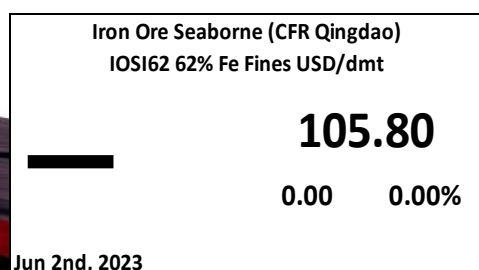 Iron Ore Seaborne (CFR Qingdao)
IOSI62 62% Fe Fines USD/dmt
105.80
0.00 0.00%
Jun 2nd, 2023